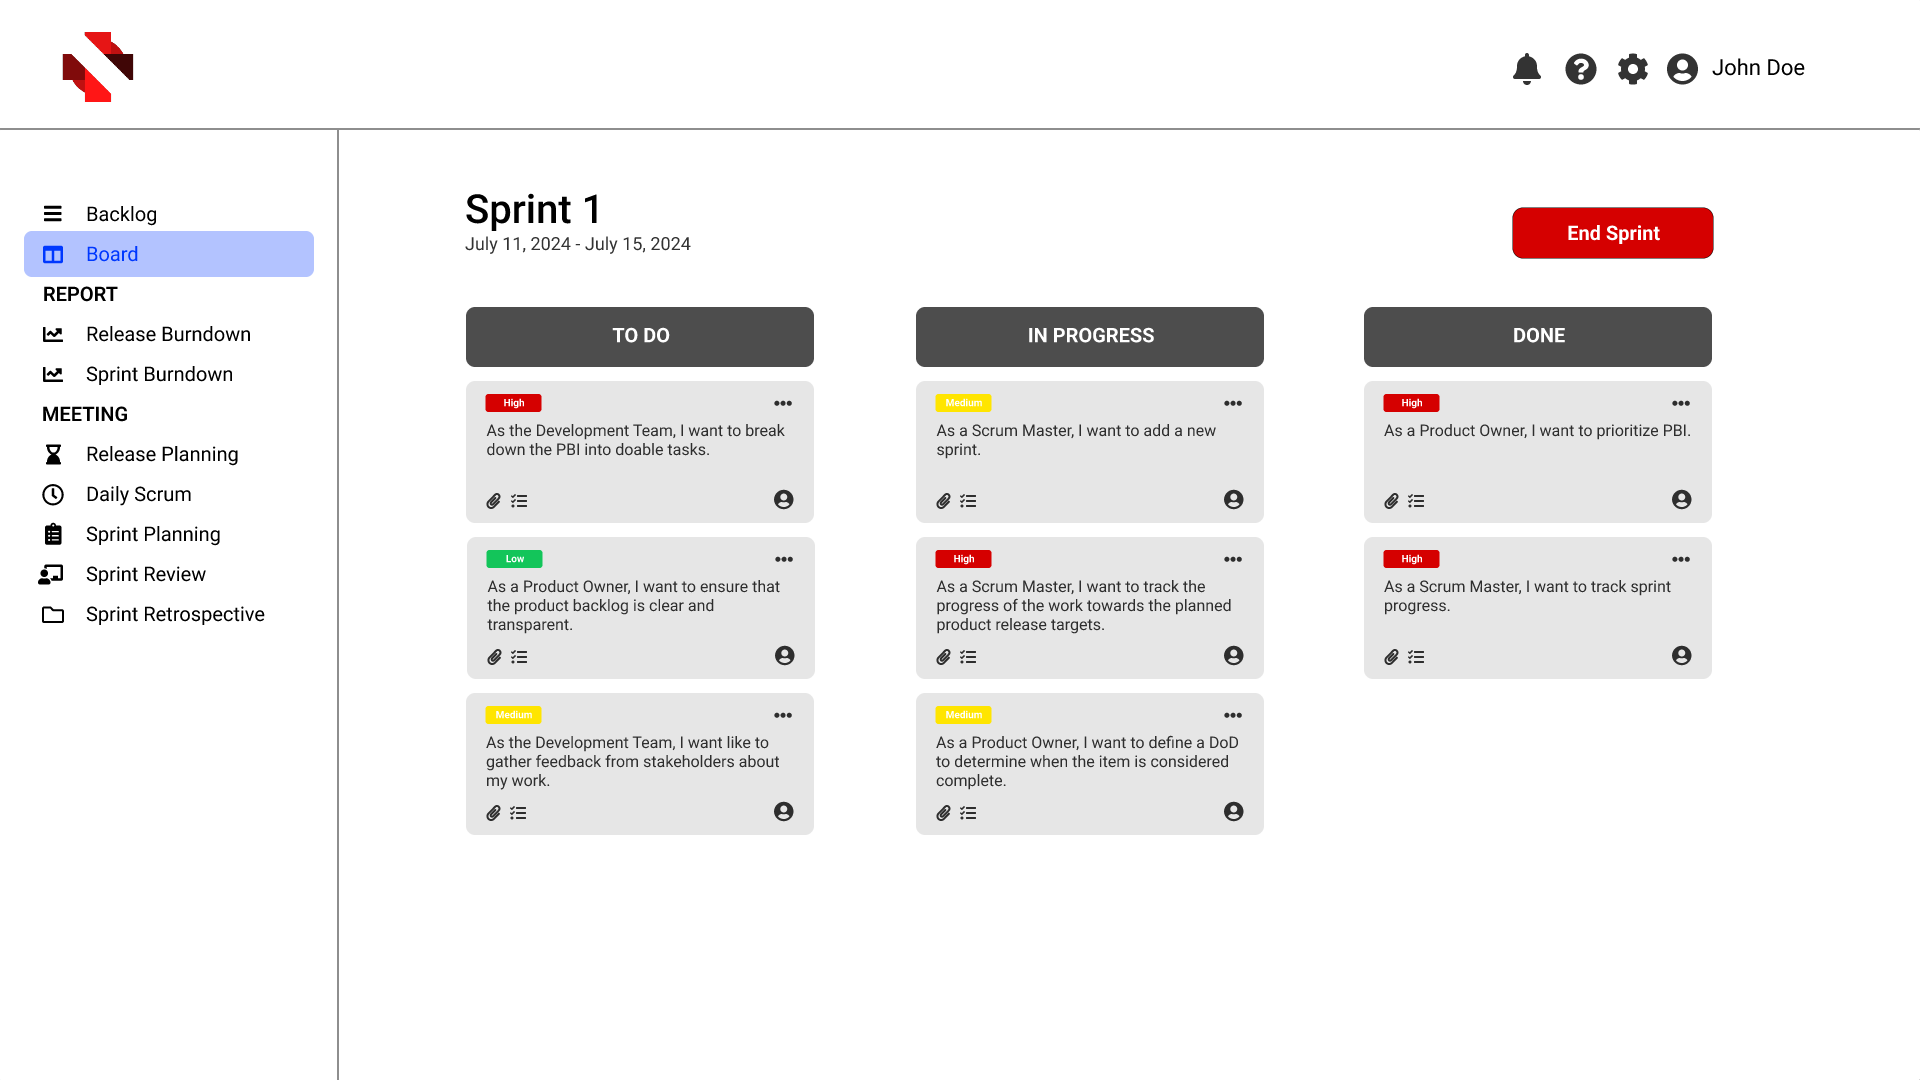 John Doe
Backlog
Board
REPORT
Release Burndown
Sprint Burndown
MEETING
Release Planning
Daily Scrum
Sprint Planning
Sprint Review
Sprint Retrospective
Sprint 1
July 11, 2024 - July 15, 2024
End Sprint
TO DO
High
As the Development Team, I want to break
down the PBI into doable tasks.
Low
As a Product Owner, I want to ensure that
the product backlog is clear and
transparent.
Medium
As the Development Team, I want like to
gather feedback from stakeholders about
my work.
IN PROGRESS
Medium
As a Scrum Master, I want to add a new
sprint.
High
As a Scrum Master, I want to track the
progress of the work towards the planned
product release targets.
Medium
As a Product Owner, I want to define a DoD
to determine when the item is considered
complete.
DONE
High
As a Product Owner, I want to prioritize PBI.
High
As a Scrum Master, I want to track sprint
progress.